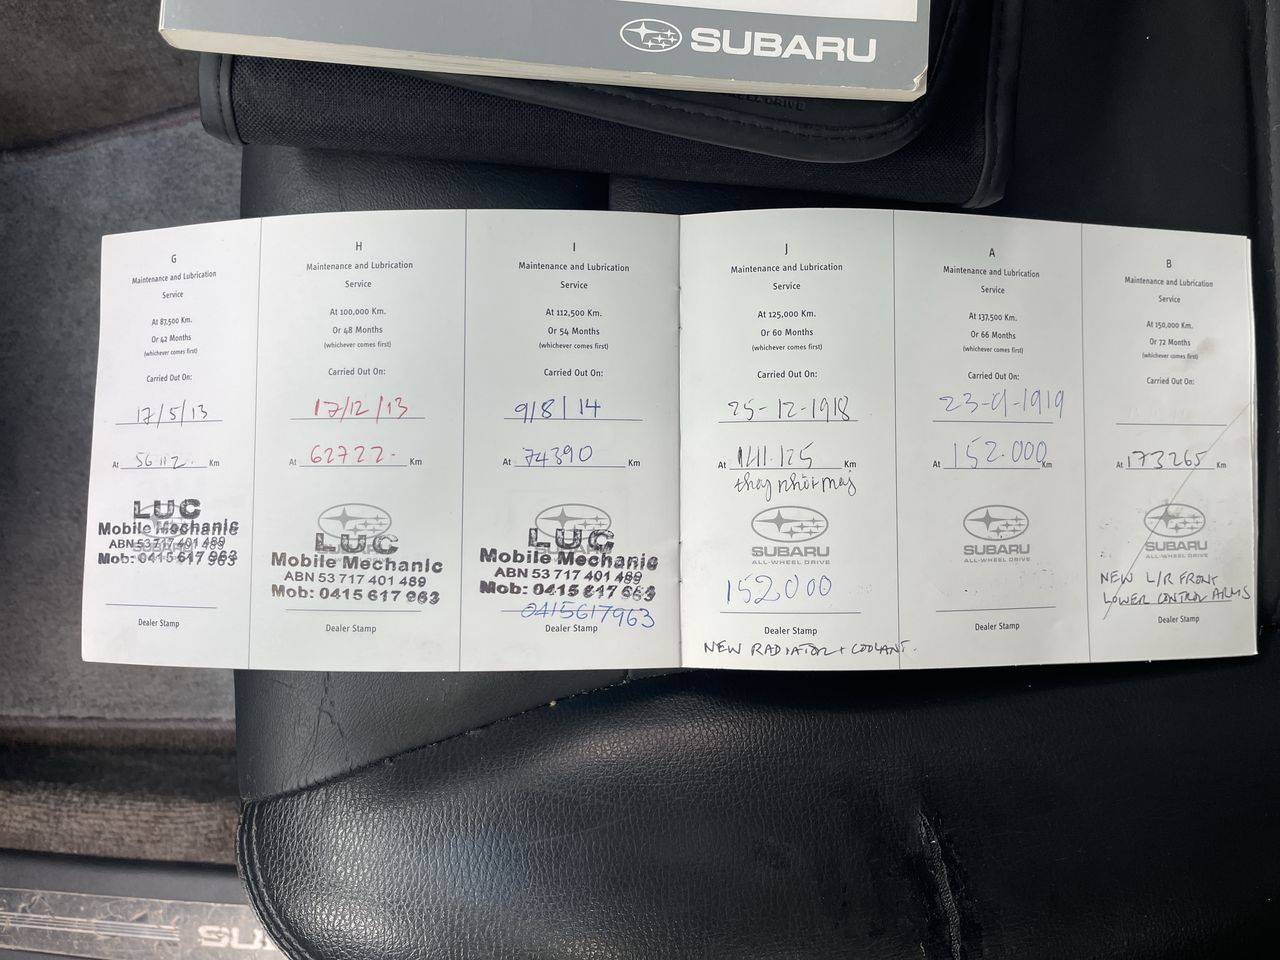 SUBARU
G
Maintenance and Lubrication
Service
At 87,500 Km.
Or 42 Months
(whichever comes first)
Carried Out On:
17/5/13
At 56112 Km
LUC
Mobile Mechanic
ABN 53 717 401 489
Mob: 0415 617 963
Dealer Stamp
H
Maintenance and Lubrication
Service
At 100,000 Km.
Or 48 Months
(whichever comes first)
Carried Out On:
17/12/13
At 62722. Km
LUC
Mobile Mechanic
ABN 53 717 401 489
Mob: 0415 617 963
Dealer Stamp
I
Maintenance and Lubrication
Service
At 112,500 Km.
Or 54 Months
(whichever comes first)
Carried Out On:
9/8/14
At 74390 Km
LUC
Mobile Mechanic
ABN 53 717 401 489
Mob: 0415 617 963
0415617963
Dealer Stamp
J
Maintenance and Lubrication
Service
At 125,000 Km.
Or 60 Months
(whichever comes first)
Carried Out On:
25-12-1918
At 141.125 Km
thay nhớt máy
SUBARU
ALL-WHEEL DRIVE
152000
Dealer Stamp
NEW RADIATOR + COOLANT.
A
Maintenance and Lubrication
Service
At 137,500 Km.
Or 66 Months
(whichever comes first)
Carried Out On:
23-9-1919
At 152.000 Km
SUBARU
ALL-WHEEL DRIVE
Dealer Stamp
B
Maintenance and Lubrication
Service
At 150,000 Km.
Or 72 Months
(whichever comes first)
Carried Out On:
At 173265 Km
SUBARU
ALL-WHEEL DRIVE
NEW L/R FRONT
LOWER CONTROL ARMS
Dealer Stamp
SU